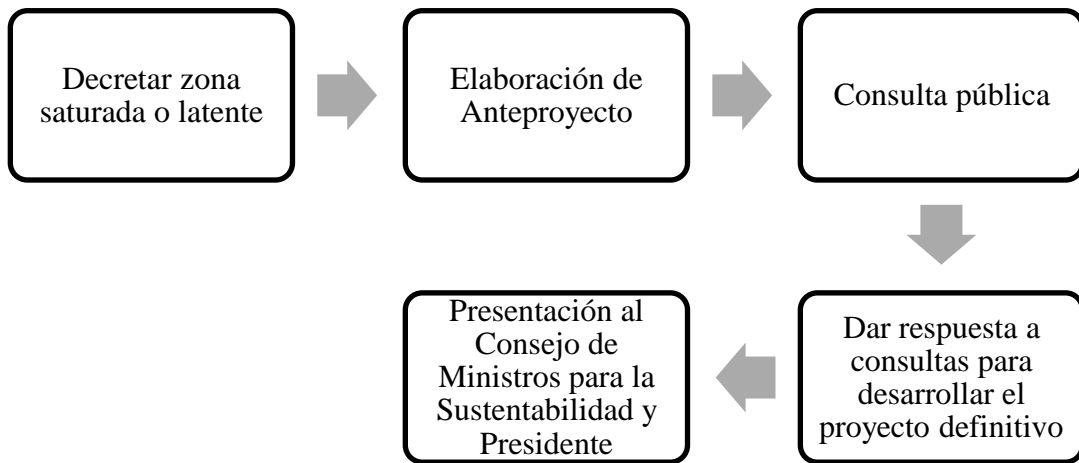 Decretar zona
saturada o latente
Elaboración de
Anteproyecto
Consulta pública
Dar respuesta a
consultas para
desarrollar el
proyecto definitivo
Presentación al
Consejo de
Ministros para la
Sustentabilidad y
Presidente